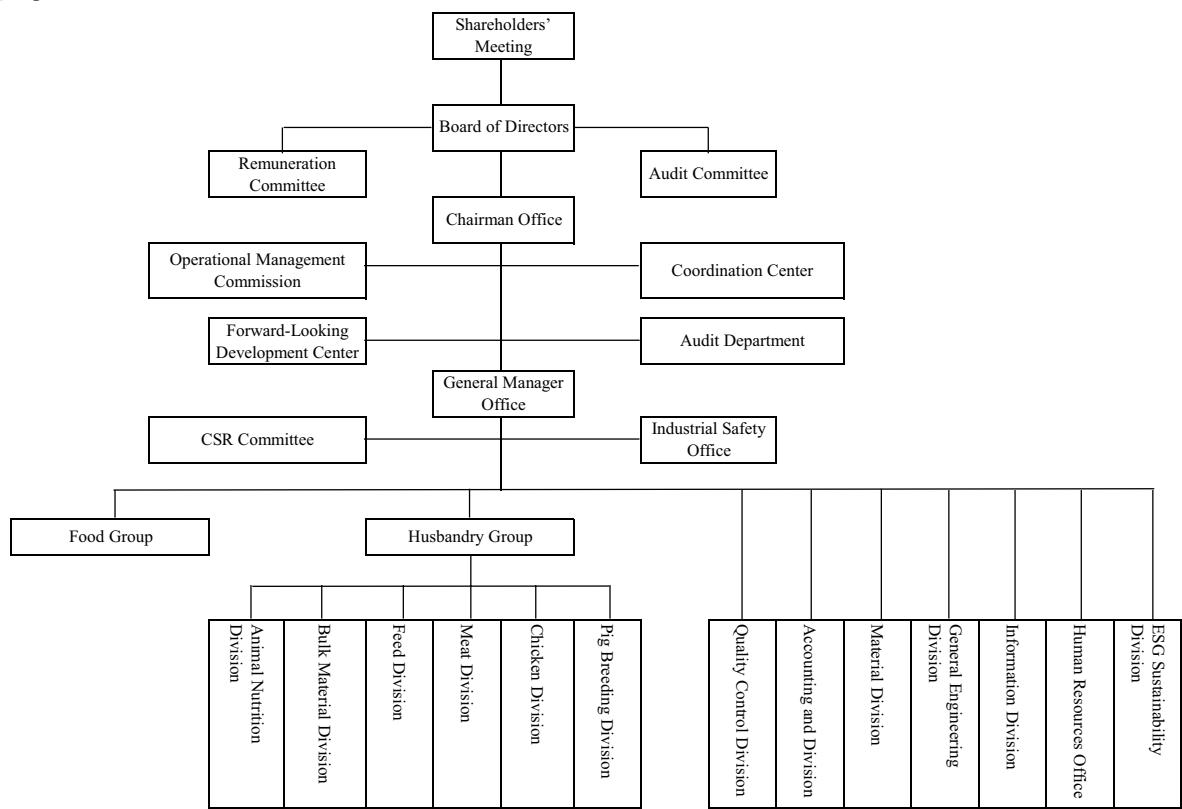 Shareholders’
Meeting
Board of Directors
Remuneration
Committee
Audit Committee
Chairman Office
Operational Management
Commission
Coordination Center
Forward-Looking
Development Center
Audit Department
General Manager
Office
CSR Committee
Industrial Safety
Office
Food Group
Husbandry Group
Animal Nutrition
Division
Bulk Material Division
Feed Division
Meat Division
Chicken Division
Pig Breeding Division
Quality Control Division
Accounting and Division
Material Division
General Engineering
Division
Information Division
Human Resources Office
ESG Sustainability
Division